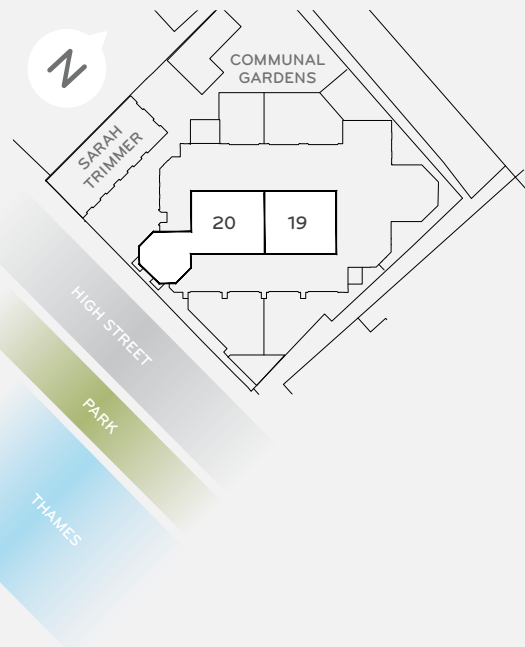 N
COMMUNAL
GARDENS
SARAH
TRIMMER
20
19
HIGH STREET
PARK
THAMES